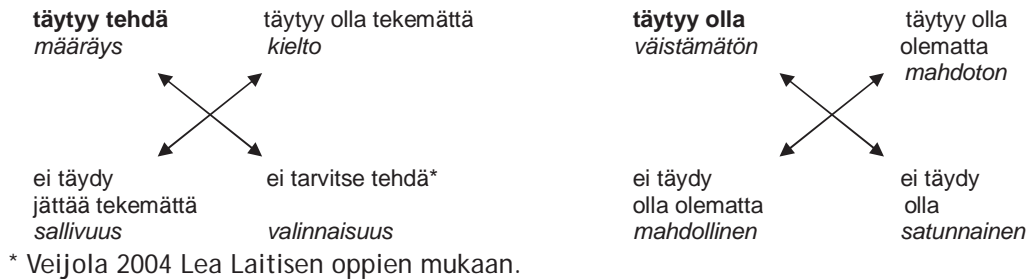 täytyy tehdä
määräys
täytyy olla tekemättä
kielto
ei täydy
jättää tekemättä
sallivuus
ei tarvitse tehdä*
valinnaisuus
täytyy olla
väistämätön
täytyy olla
olematta
mahdoton
ei täydy
olla olematta
mahdollinen
ei täydy
olla
satunnainen
* Veijola 2004 Lea Laitisen oppien mukaan.